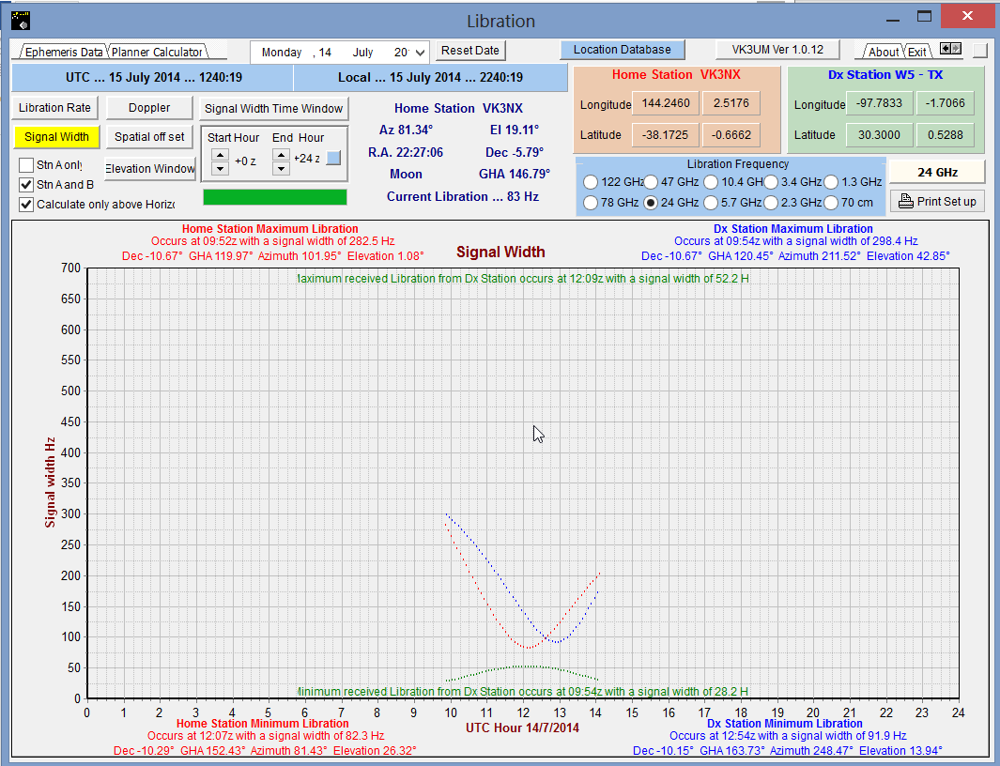 Libration
Ephemeris Data Planner Calculator
Monday , 14 July 20
Reset Date
Location Database
VK3UM Ver 1.0.12
About Exit
UTC ... 15 July 2014 ... 1240:19
Local ... 15 July 2014 ... 2240:19
Home Station VK3NX
Longitude 144.2460 2.5176
Latitude -38.1725 -0.6662
Dx Station W5 - TX
Longitude -97.7833 -1.7066
Latitude 30.3000 0.5288
Libration Rate
Doppler
Signal Width Time Window
Signal Width
Spatial off set
Stn A only
Elevation Window
Stn A and B
Calculate only above Horizo
Start Hour End Hour
+0 z +24 z
Home Station VK3NX
Az 81.34° El 19.11°
R.A. 22:27:06 Dec -5.79°
Moon GHA 146.79°
Current Libration ... 83 Hz
Libration Frequency
122 GHz 47 GHz 10.4 GH 3.4 GHz 1.3 GHz
78 GHz 24 GHz 5.7 GHz 2.3 GHz 70 cm
24 GHz
Print Set up
Home Station Maximum Libration
Occurs at 09:52z with a signal width of 282.5 Hz
Dec -10.67° GHA 119.97° Azimuth 101.95° Elevation 1.08°
Signal Width
Dx Station Maximum Libration
Occurs at 09:54z with a signal width of 298.4 Hz
Dec -10.67° GHA 120.45° Azimuth 211.52° Elevation 42.85°
aximum received Libration from Dx Station occurs at 12:09z with a signal width of 52.2 H
700
650
600
550
500
450
400
350
300
250
200
150
100
50
0
Signal width Hz
inimum received Libration from Dx Station occurs at 09:54z with a signal width of 28.2 H
0 1 2 3 4 5 6 7 8 9 10 11 12 13 14 15 16 17 18 19 20 21 22 23 24
UTC Hour 14/7/2014
Home Station Minimum Libration
Occurs at 12:07z with a signal width of 82.3 Hz
Dec -10.29° GHA 152.43° Azimuth 81.43° Elevation 26.32°
Dx Station Minimum Libration
Occurs at 12:54z with a signal width of 91.9 Hz
Dec -10.15° GHA 163.73° Azimuth 248.47° Elevation 13.94°